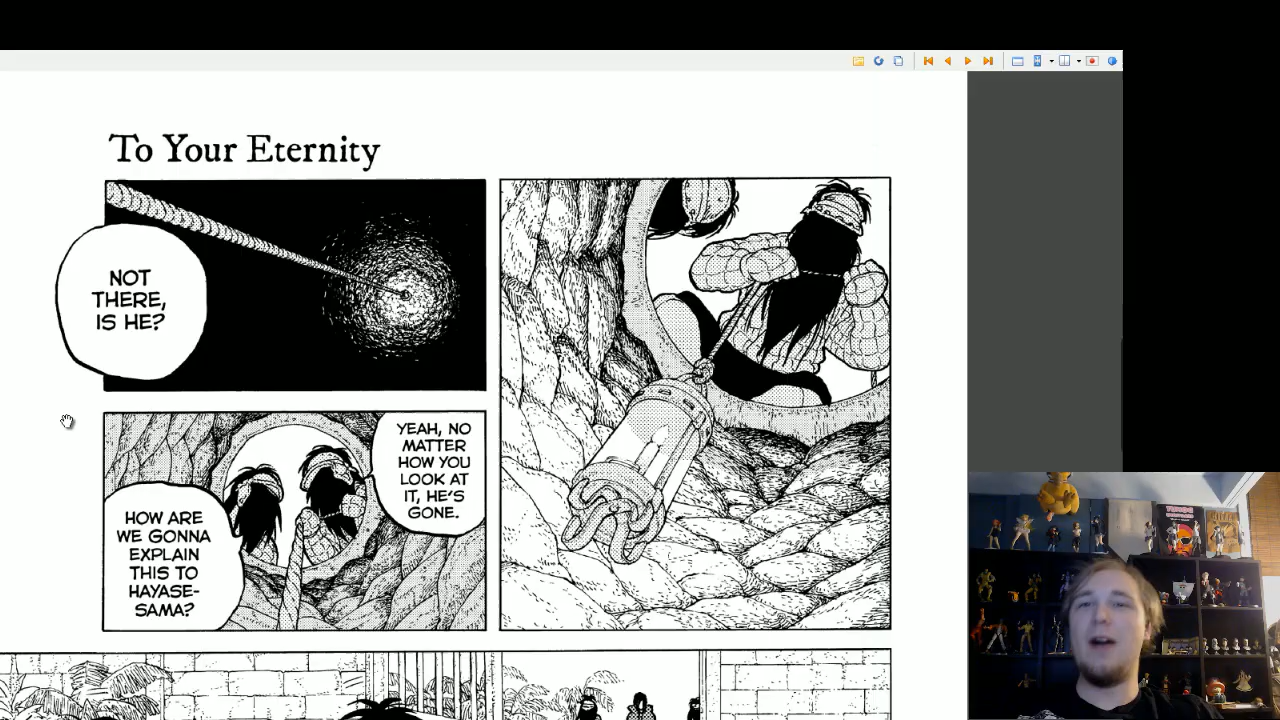 To Your Eternity
NOT
THERE,
IS HE?
YEAH, NO
MATTER
HOW YOU
LOOK AT
IT, HE'S
GONE.
HOW ARE
WE GONNA
EXPLAIN
THIS TO
HAYASE-
SAMA?